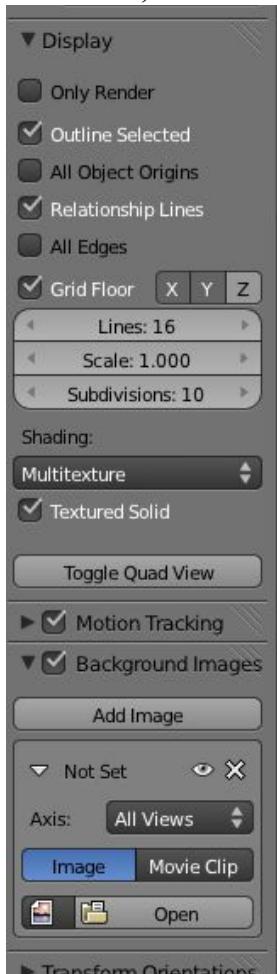 Display
Only Render
Outline Selected
All Object Origins
Relationship Lines
All Edges
Grid Floor X Y Z
Lines: 16
Scale: 1.000
Subdivisions: 10
Shading:
Multitexture
Textured Solid
Toggle Quad View
Motion Tracking
Background Images
Add Image
Not Set
Axis: All Views
Image Movie Clip
Open
Transform Orientations